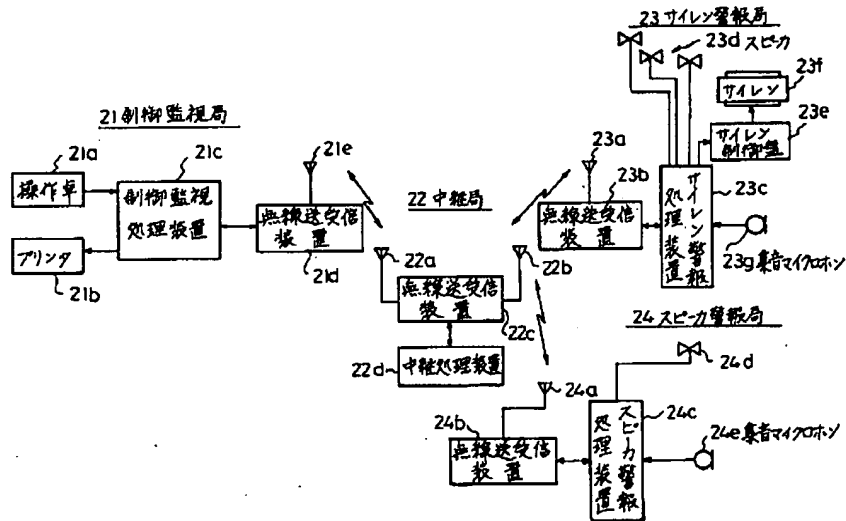 21 制御監視局
21a
操作卓
プリンタ
21b
21c
制御監視
処理装置
21e
無線送受信
装置
21d
22 中継局
22a
22b
無線送受信
装置
22c
22d
中継処理装置
23 サイレン警報局
23d スピーカ
23f
サイレン
23e
サイレン
制御盤
23a
23b
無線送受信
装置
23c
サイレン警報
処理装置
23g 集音マイクロホン
24 スピーカ警報局
24d
24a
24b
無線送受信
装置
24c
スピーカ警報
処理装置
24e 集音マイクロホン